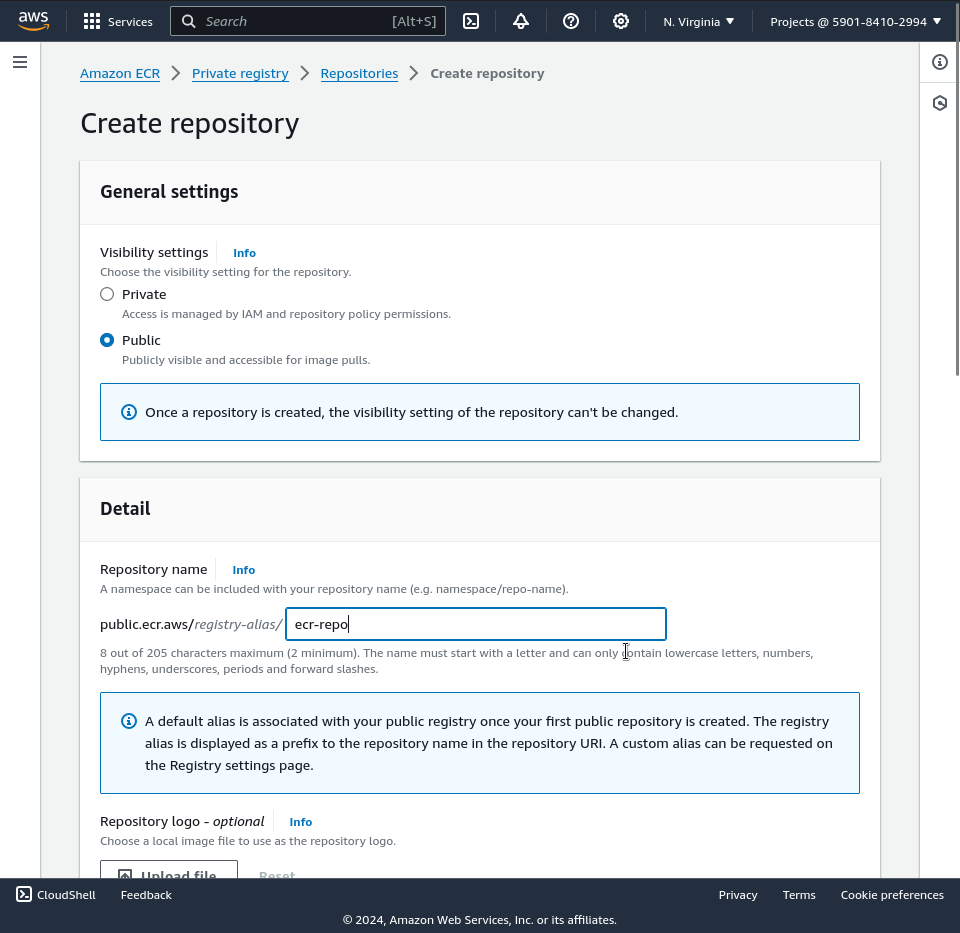 aws Services Search [Alt+S] N. Virginia Projects @ 5901-8410-2994
Amazon ECR Private registry Repositories Create repository
Create repository
General settings
Visibility settings Info
Choose the visibility setting for the repository.
Private
Access is managed by IAM and repository policy permissions.
Public
Publicly visible and accessible for image pulls.
Once a repository is created, the visibility setting of the repository can't be changed.
Detail
Repository name Info
A namespace can be included with your repository name (e.g. namespace/repo-name).
public.ecr.aws/registry-alias/ ecr-repo
8 out of 205 characters maximum (2 minimum). The name must start with a letter and can only contain lowercase letters, numbers,
hyphens, underscores, periods and forward slashes.
A default alias is associated with your public registry once your first public repository is created. The registry
alias is displayed as a prefix to the repository name in the repository URI. A custom alias can be requested on
the Registry settings page.
Repository logo - optional Info
Choose a local image file to use as the repository logo.
Upload file Reset
CloudShell Feedback Privacy Terms Cookie preferences
© 2024, Amazon Web Services, Inc. or its affiliates.